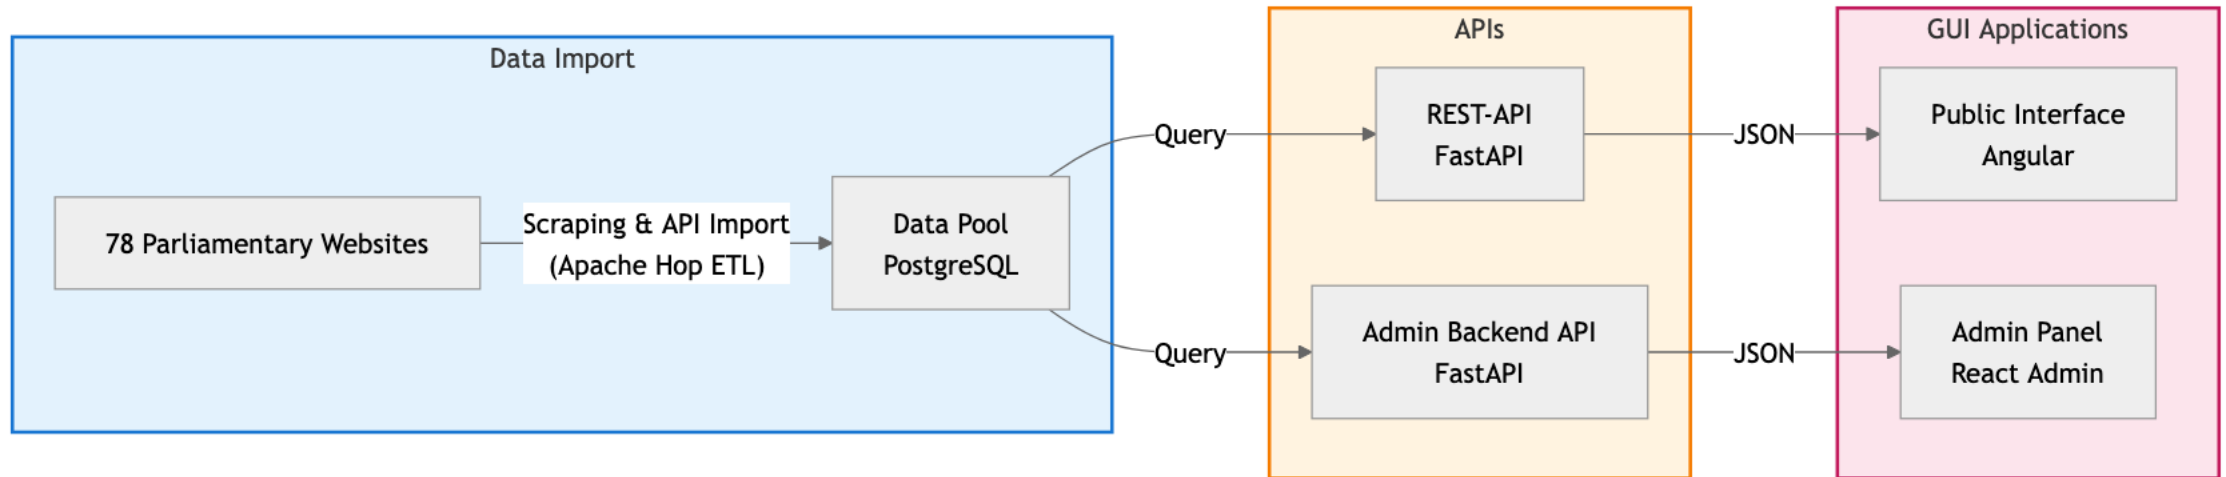 Data Import
78 Parliamentary Websites
Scraping & API Import
(Apache Hop ETL)
Data Pool
PostgreSQL
Query
Query
APIs
REST-API
FastAPI
Admin Backend API
FastAPI
JSON
JSON
GUI Applications
Public Interface
Angular
Admin Panel
React Admin